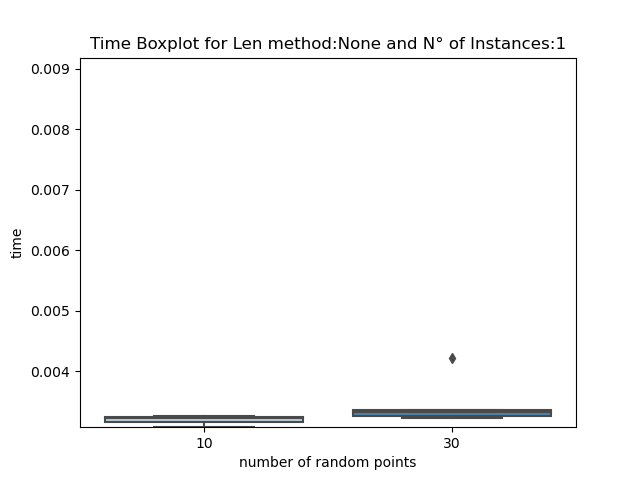 Time Boxplot for Len method:None and N° of Instances:1
0.009
0.008
0.007
0.006
0.005
0.004
time
10
30
number of random points